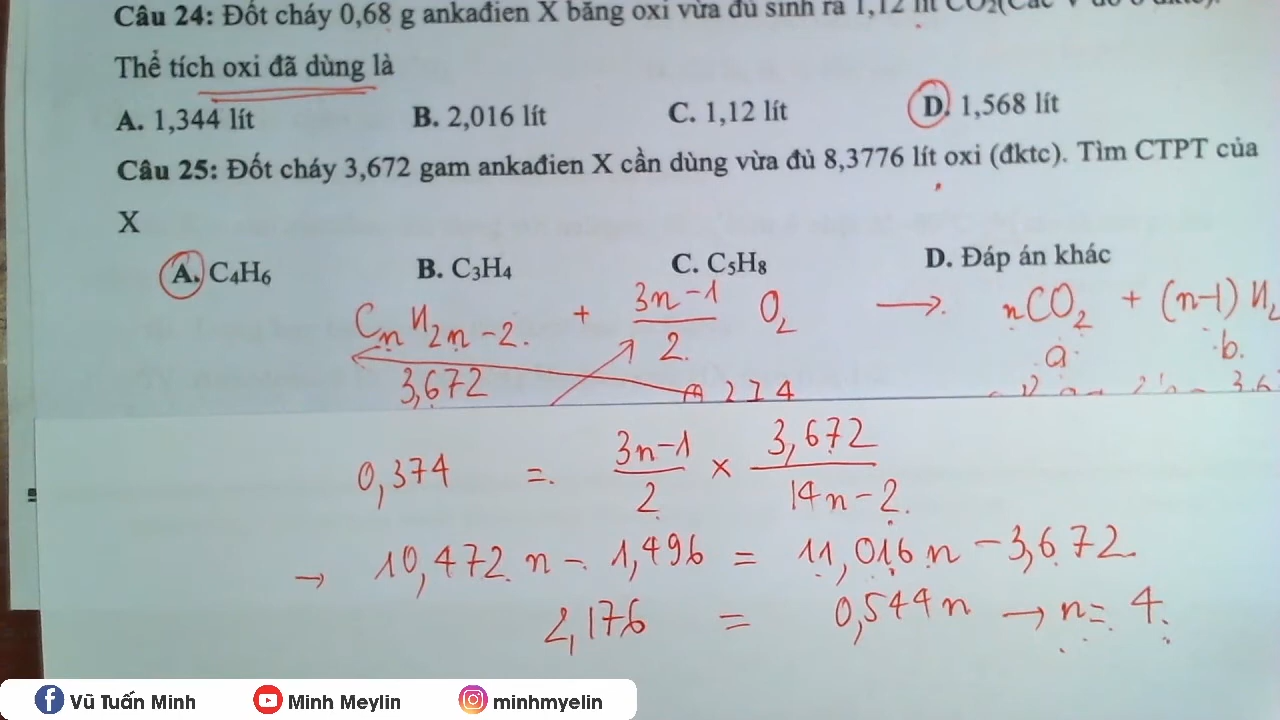 Câu 24: Đốt cháy 0,68 g ankađien X bằng oxi vừa đủ sinh ra 1,12 lít CO₂(Các V đo ở đktc).
Thể tích oxi đã dùng là
A. 1,344 lít B. 2,016 lít C. 1,12 lít D. 1,568 lít
Câu 25: Đốt cháy 3,672 gam ankađien X cần dùng vừa đủ 8,3776 lít oxi (đktc). Tìm CTPT của
X
A. C₄H₆ B. C₃H₄ C. C₅H₈ D. Đáp án khác
CnH2n-2 + (3n-1)/2 O₂ → nCO₂ + (n-1) H₂
a b
3,672
0,374 = (3n-1)/2 × 3,672/(14n-2)
→ 10,472n - 1,496 = 11,016n - 3,672
2,176 = 0,544n → n = 4
Vũ Tuấn Minh Minh Meylin minhmyelin